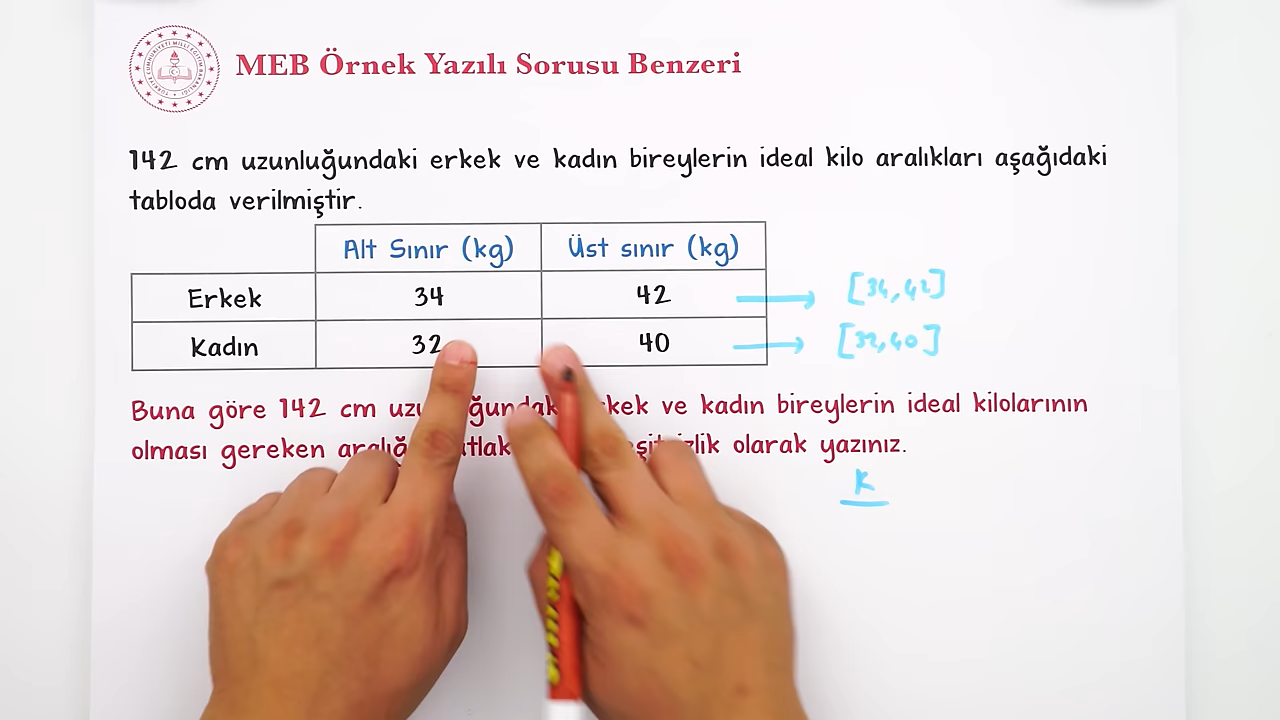 MEB Örnek Yazılı Sorusu Benzeri
142 cm uzunluğundaki erkek ve kadın bireylerin ideal kilo aralıkları aşağıdaki
tabloda verilmiştir.
Alt Sınır (kg) Üst sınır (kg)
Erkek 34 42 [34,42]
Kadın 32 40 [32,40]
Buna göre 142 cm ve kadın bireylerin ideal kilolarının
olması gereken olarak yazınız.
K